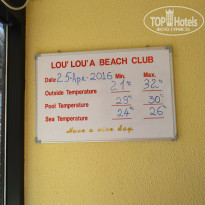 TOP Hotels
LOU' LOU'A BEACH CLUB
Date 25-Apr-2016 Min. Max.
Outside Temperature 21° 32°
Pool Temperature 29° 30°
Sea Temperature 24° 26°
Have a nice day